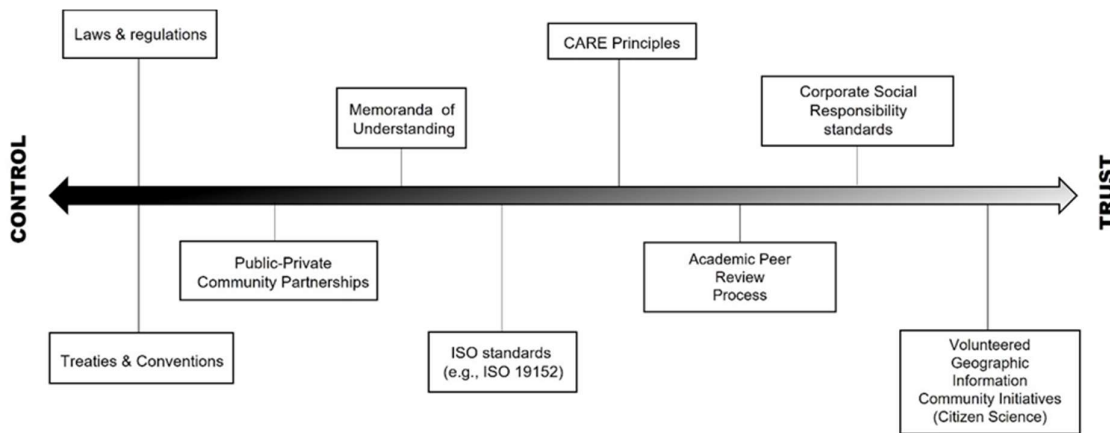 Laws & regulations
CARE Principles
Corporate Social
Responsibility
standards
Memoranda of
Understanding
CONTROL
TRUST
Public-Private
Community Partnerships
Academic Peer
Review
Process
Treaties & Conventions
ISO standards
(e.g., ISO 19152)
Volunteered
Geographic
Information
Community Initiatives
(Citizen Science)